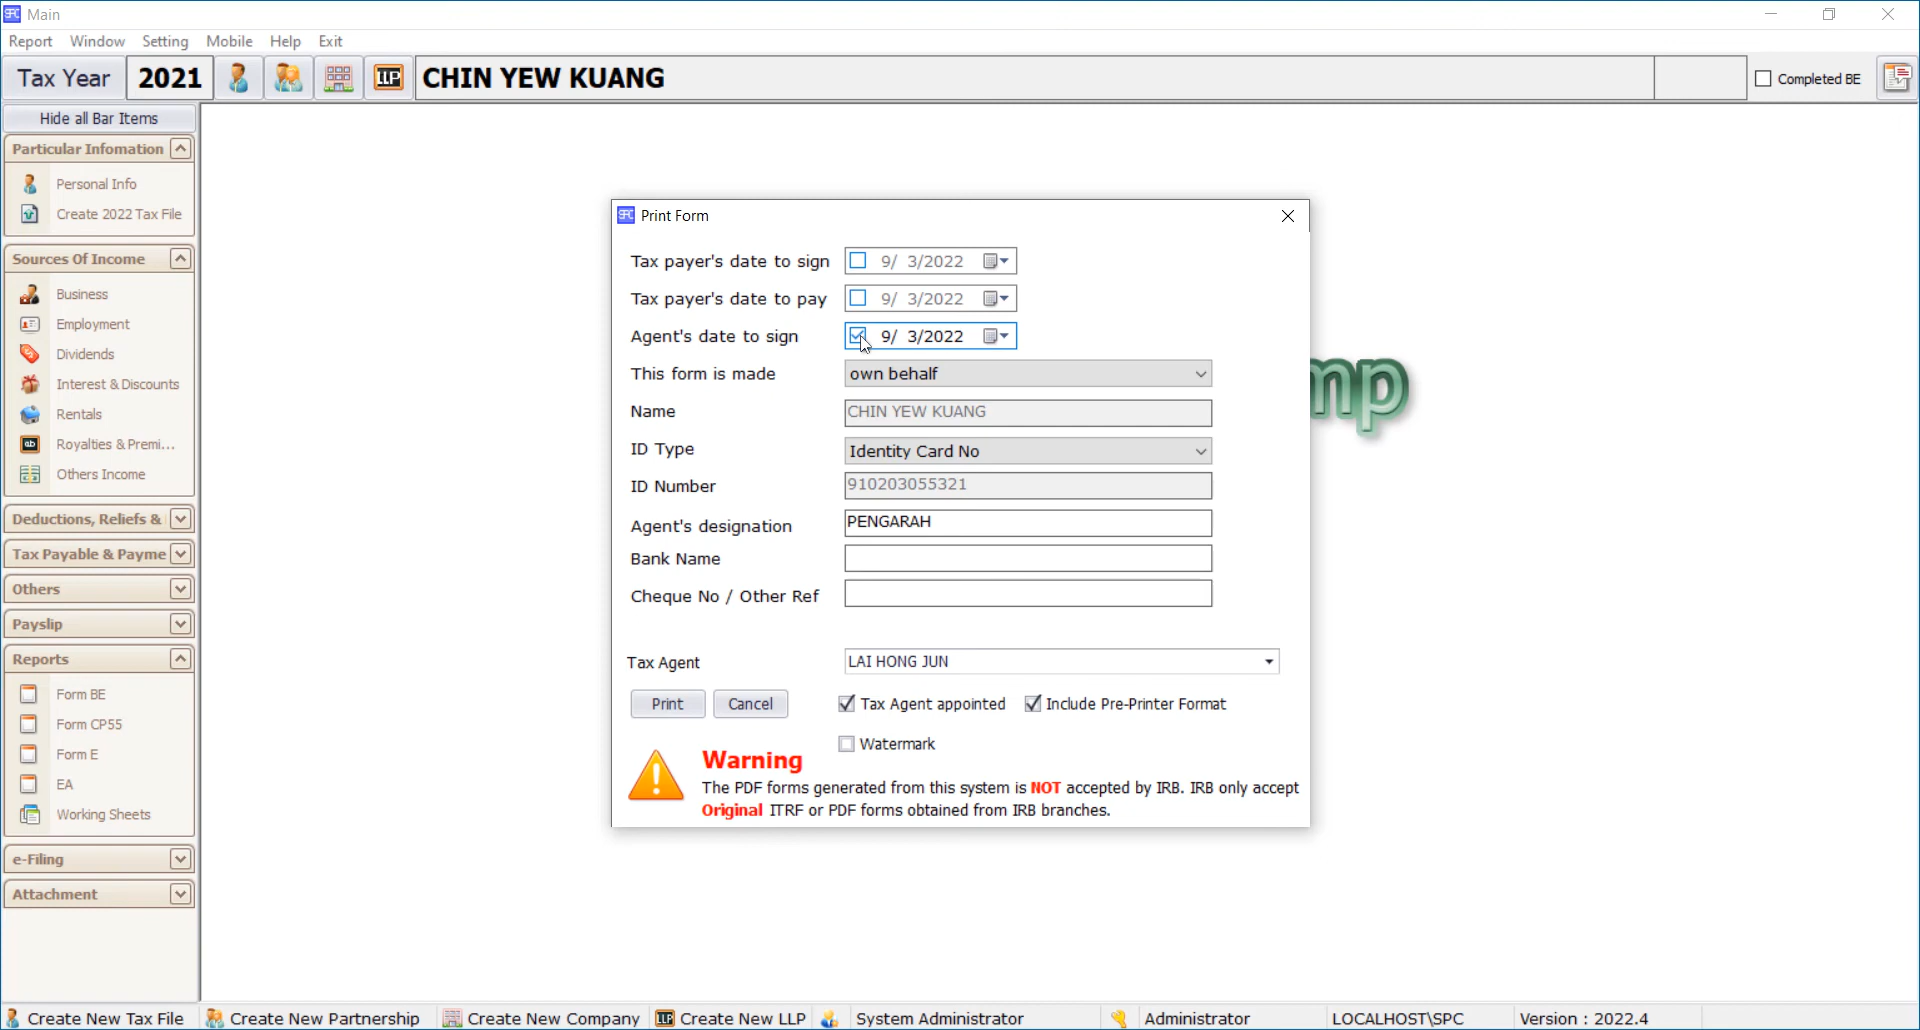 SPC Main
Report Window Setting Mobile Help Exit
Tax Year 2021 LLP CHIN YEW KUANG Completed BE
Hide all Bar Items
Particular Infomation
Personal Info
Create 2022 Tax File
Sources Of Income
Business
Employment
Dividends
Interest & Discounts
Rentals
Royalties & Premi...
Others Income
Deductions, Reliefs &
Tax Payable & Payme
Others
Payslip
Reports
Form BE
Form CP55
Form E
EA
Working Sheets
e-Filing
Attachment
SPC Print Form
Tax payer's date to sign 9/ 3/2022
Tax payer's date to pay 9/ 3/2022
Agent's date to sign 9/ 3/2022
This form is made own behalf
Name CHIN YEW KUANG
ID Type Identity Card No
ID Number 910203055321
Agent's designation PENGARAH
Bank Name
Cheque No / Other Ref
Tax Agent LAI HONG JUN
Print Cancel Tax Agent appointed Include Pre-Printer Format
Watermark
Warning
The PDF forms generated from this system is NOT accepted by IRB. IRB only accept
Original ITRF or PDF forms obtained from IRB branches.
mp
Create New Tax File Create New Partnership Create New Company LLP Create New LLP System Administrator Administrator LOCALHOST\SPC Version : 2022.4